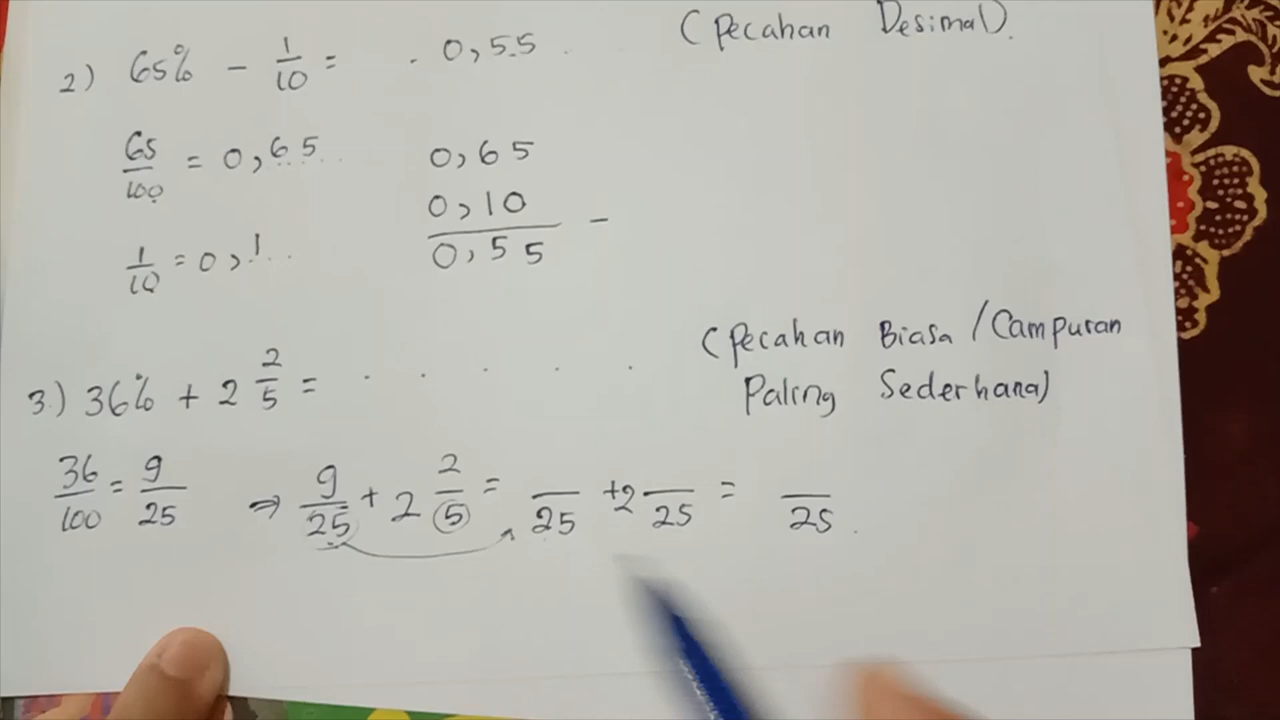 (Pecahan Desimal).
2) 65% - 1/10 = . 0,55
65/100 = 0,65
0,65
0,10
1/10 = 0,1..
0,55 -
3.) 36% + 2 2/5 = . . . . .
(Pecahan Biasa / Campuran
Paling Sederhana)
36/100 = 9/25 ⇒ 9/25 + 2 2/5 = /25 + 2 /25 = /25 .